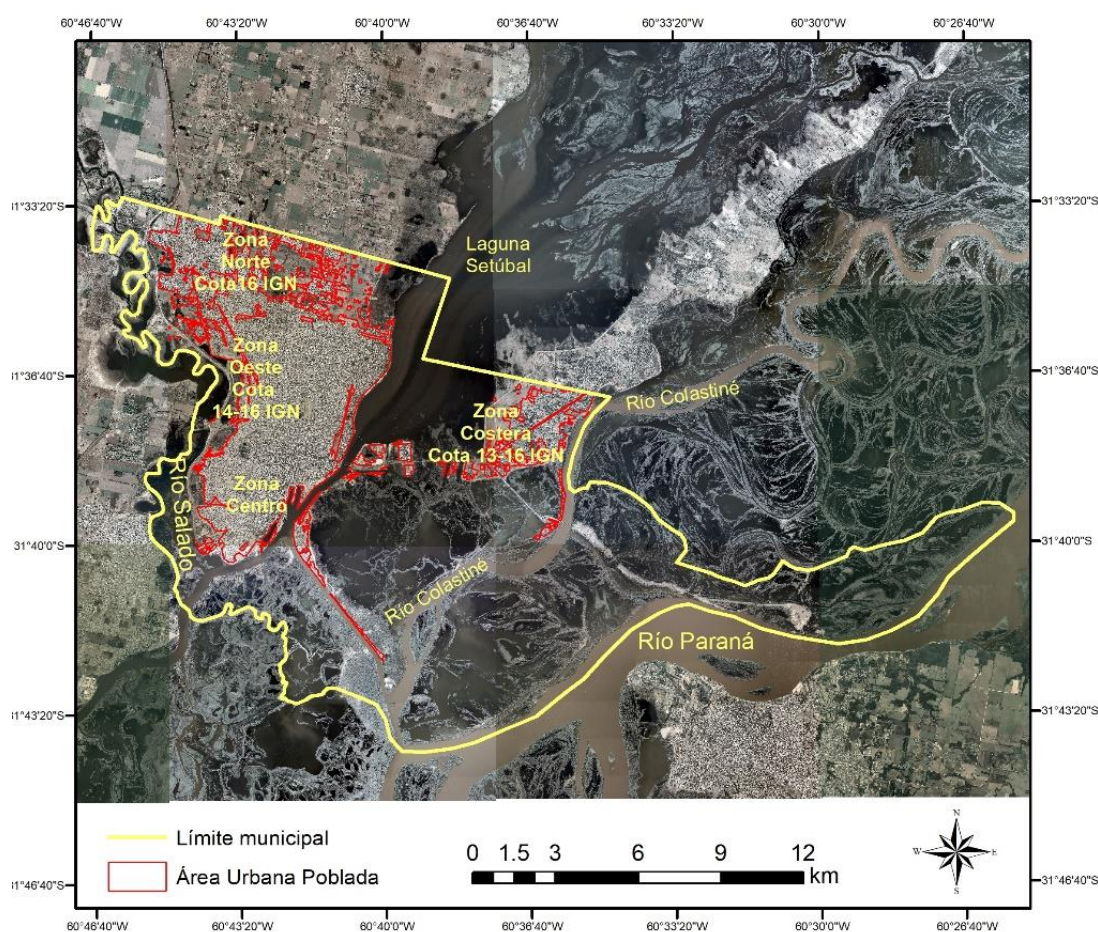 60°46'40"W 60°43'20"W 60°40'0"W 60°36'40"W 60°33'20"W 60°30'0"W 60°26'40"W
31°33'20"S
31°33'20"S
Zona
Norte
Cota16 IGN
Laguna
Setúbal
Zona
Oeste
Cota
14-16 IGN
31°36'40"S
31°36'40"S
Río Colastiné
Zona
Costera
Cota 13-16 IGN
Río Salado
Zona
Centro
31°40'0"S
31°40'0"S
Río Colastiné
Río Paraná
31°43'20"S
31°43'20"S
Límite municipal
Área Urbana Poblada
0 1.5 3 6 9 12
km
N
W E
S
31°46'40"S
31°46'40"S
60°46'40"W 60°43'20"W 60°40'0"W 60°36'40"W 60°33'20"W 60°30'0"W 60°26'40"W